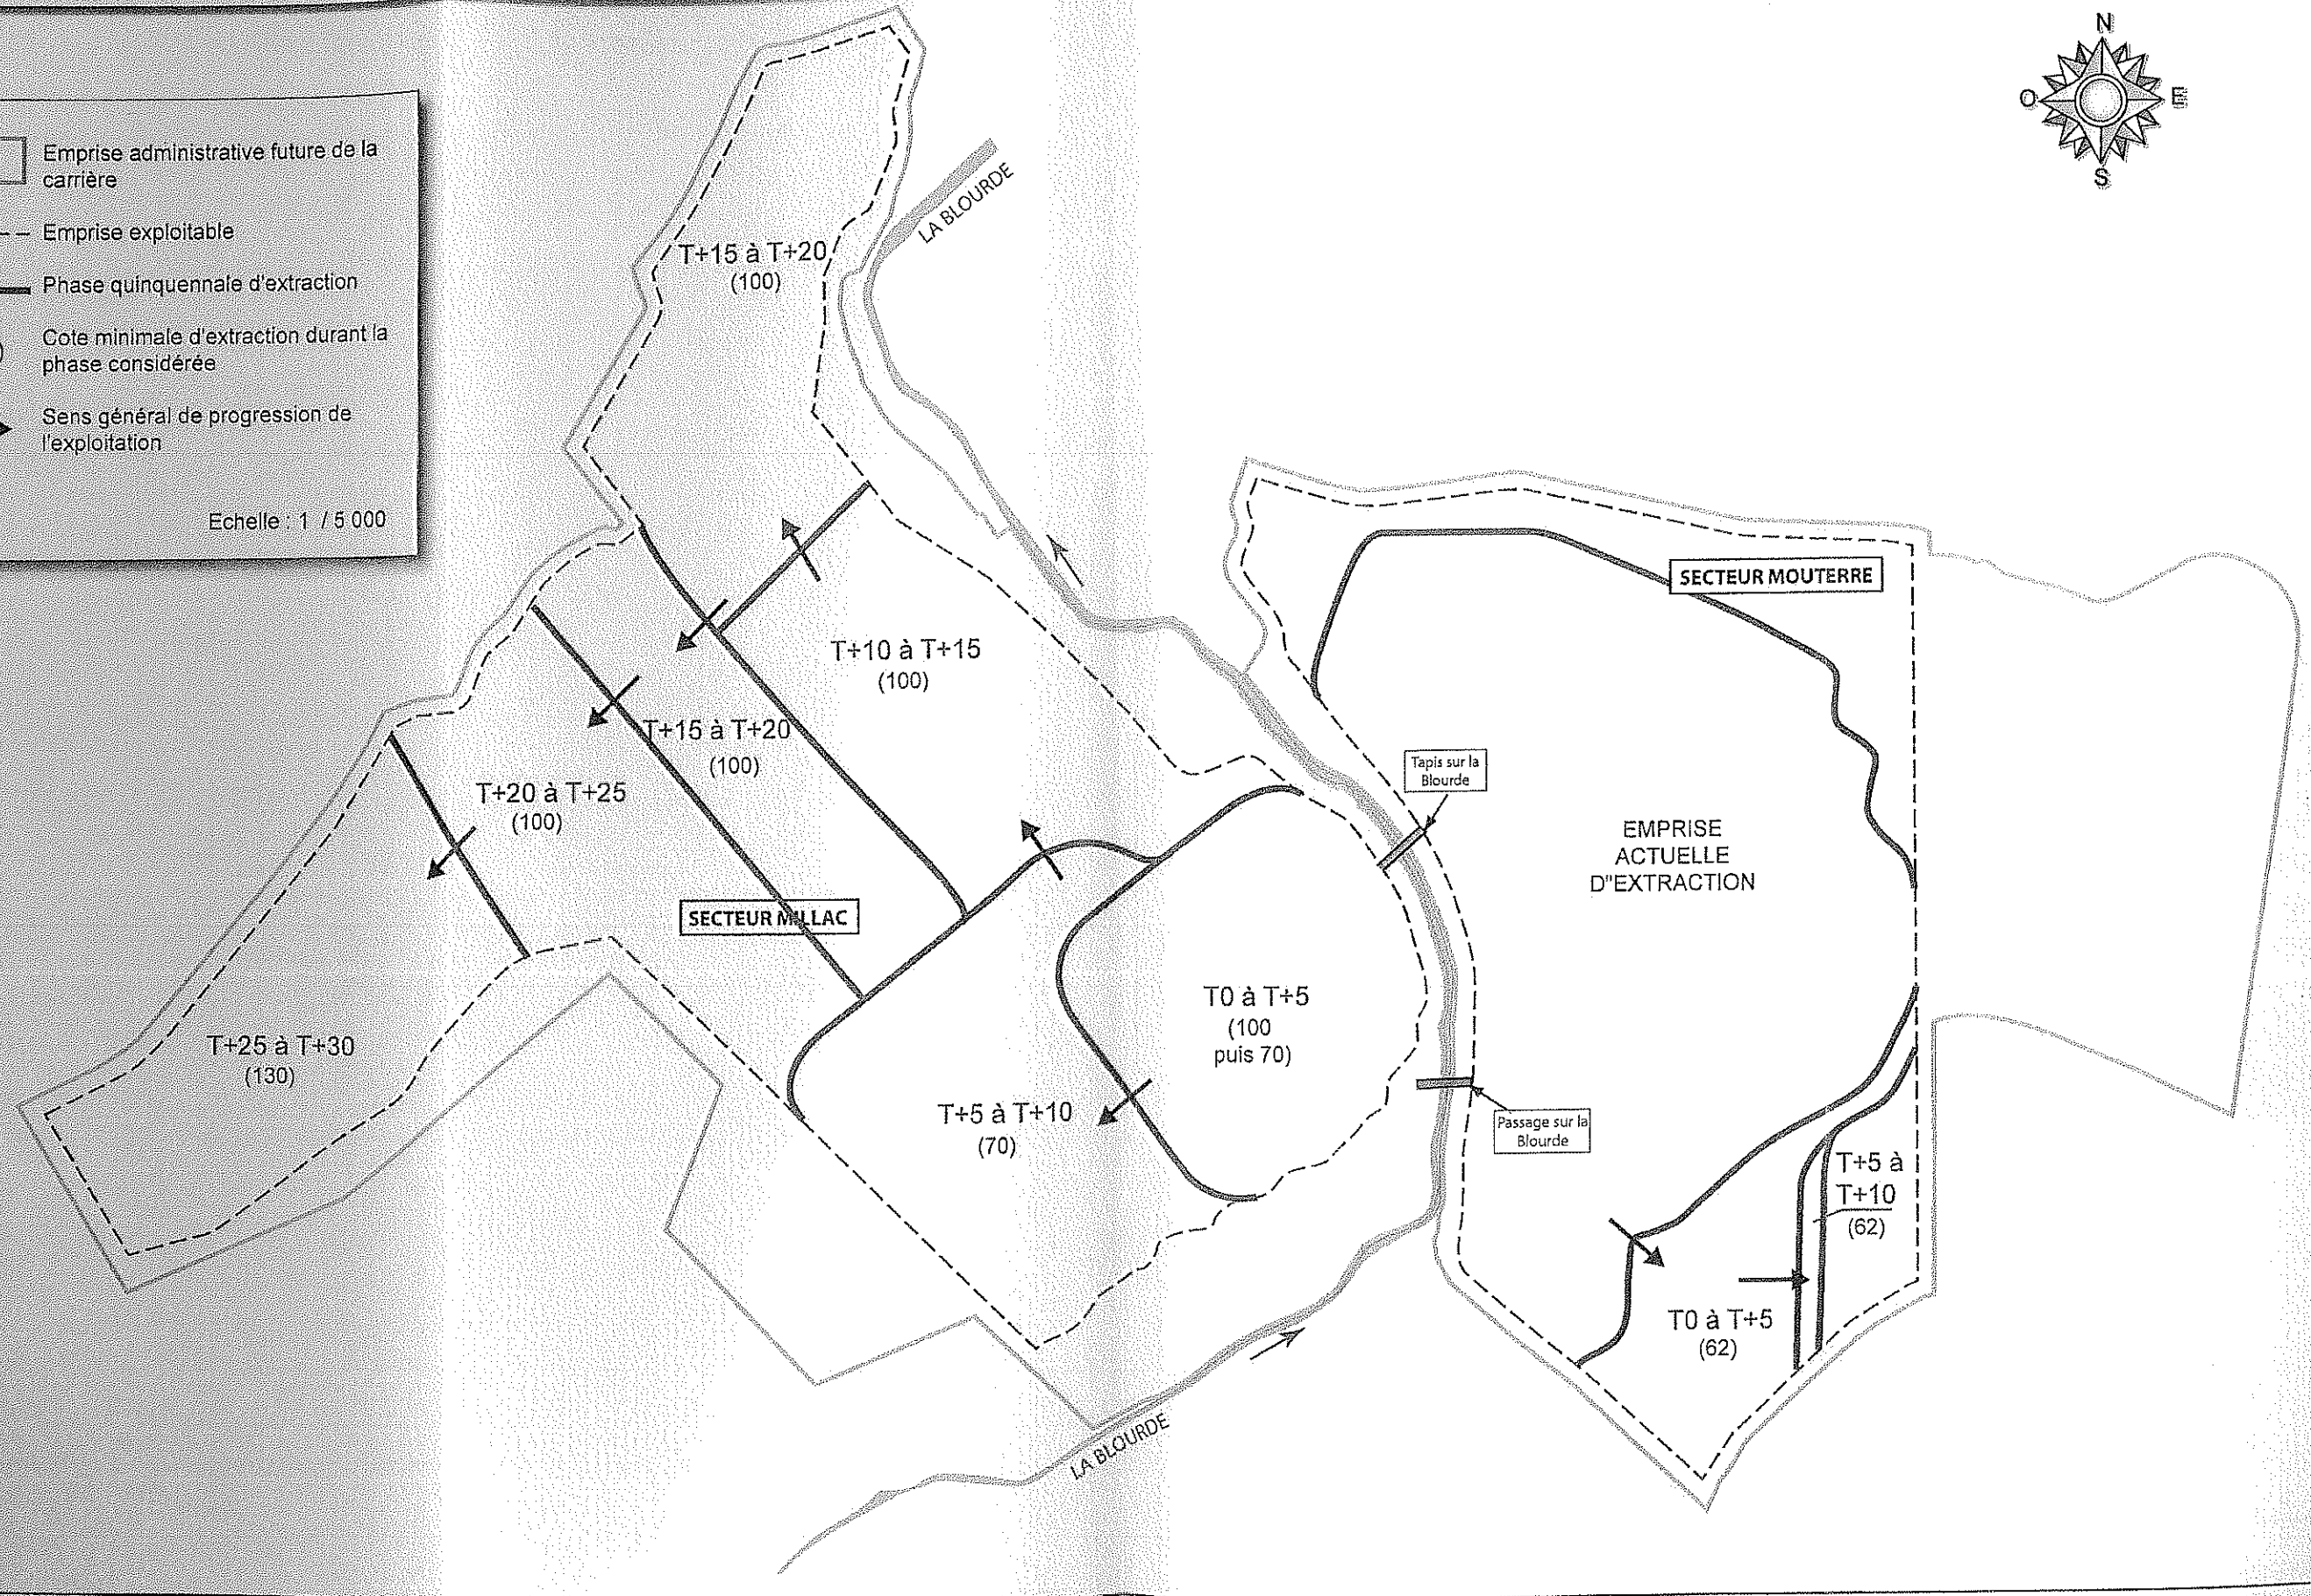 Emprise administrative future de la
carrière
Emprise exploitable
Phase quinquennale d'extraction
Cote minimale d'extraction durant la
phase considérée
Sens général de progression de
l'exploitation
Echelle : 1 / 5 000
N
O
E
S
LA BLOURDE
T+15 à T+20
(100)
SECTEUR MOUTERRE
T+10 à T+15
(100)
T+15 à T+20
(100)
T+20 à T+25
(100)
Tapis sur la
Blourde
EMPRISE
ACTUELLE
D"EXTRACTION
SECTEUR MILLAC
T0 à T+5
(100
puis 70)
T+25 à T+30
(130)
T+5 à T+10
(70)
Passage sur la
Blourde
T+5 à
T+10
(62)
T0 à T+5
(62)
LA BLOURDE